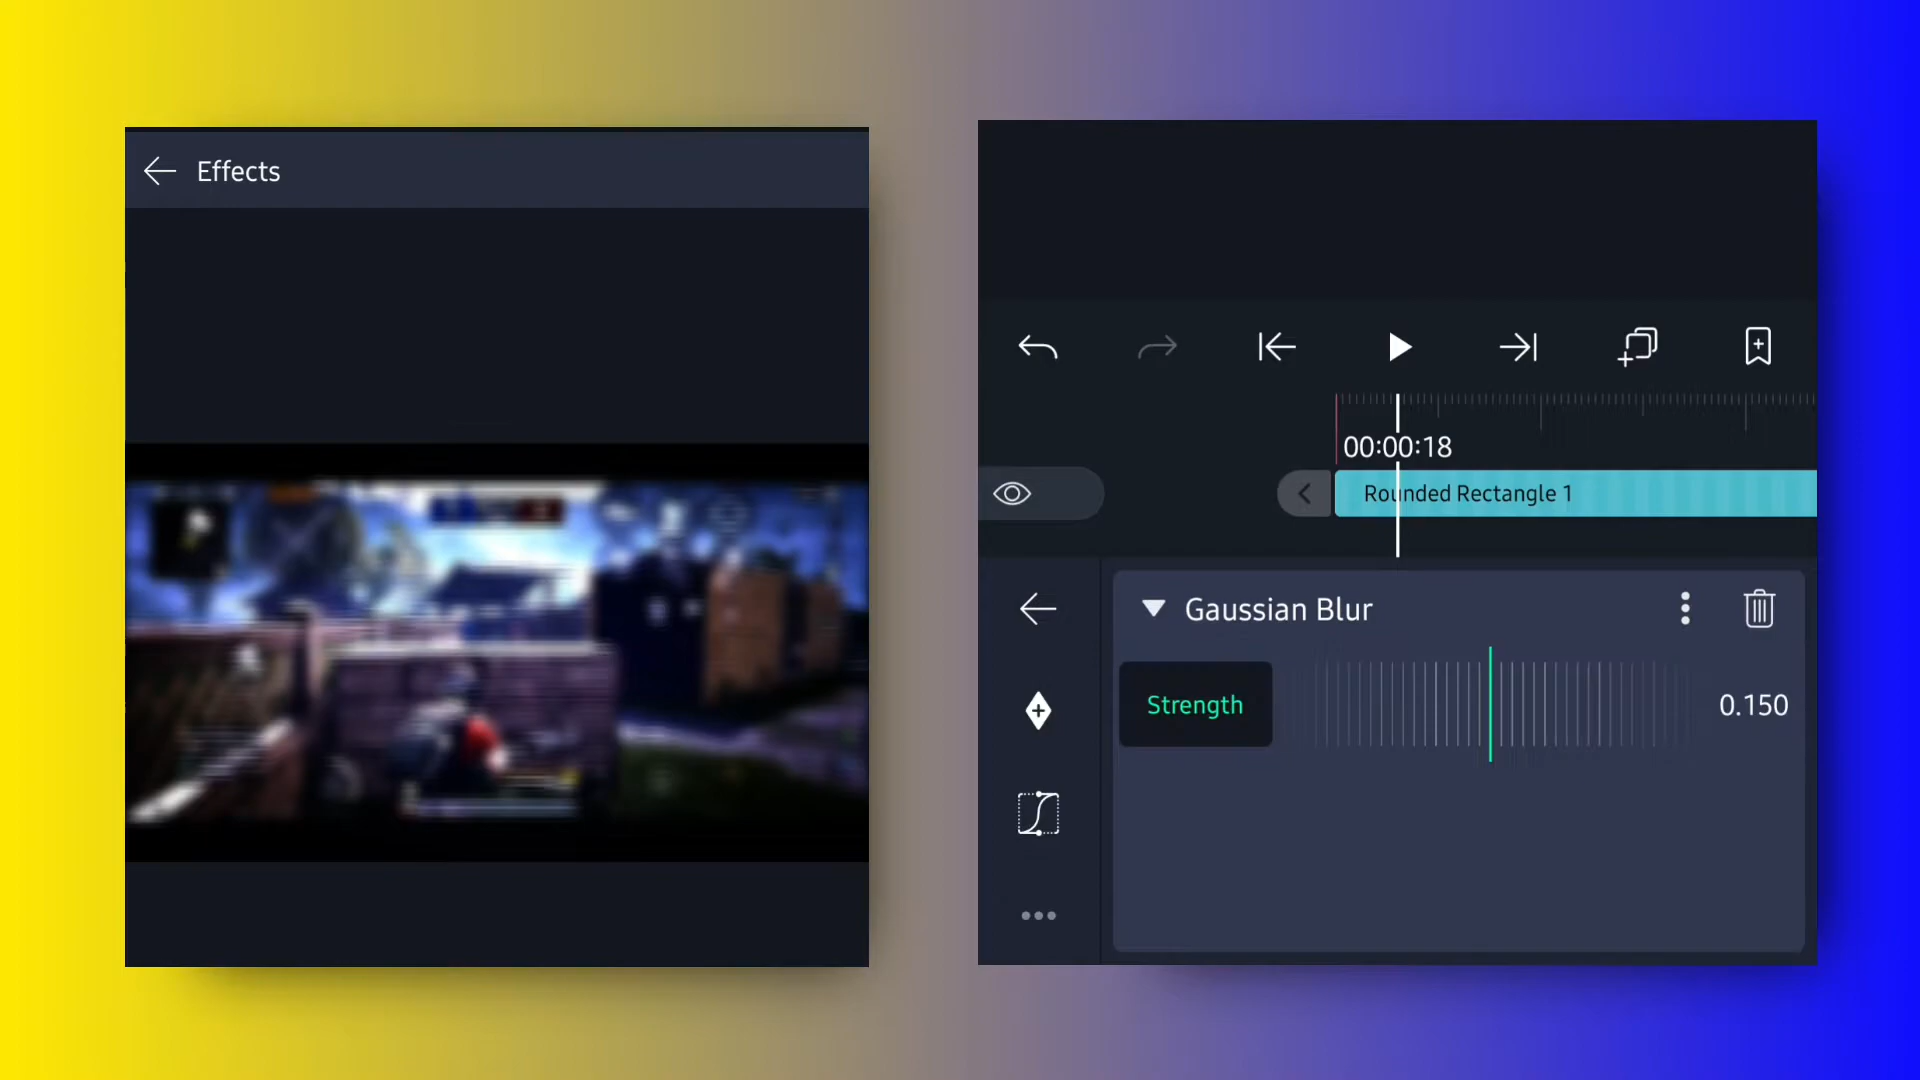 Effects
00:00:18
Rounded Rectangle 1
Gaussian Blur
Strength
0.150